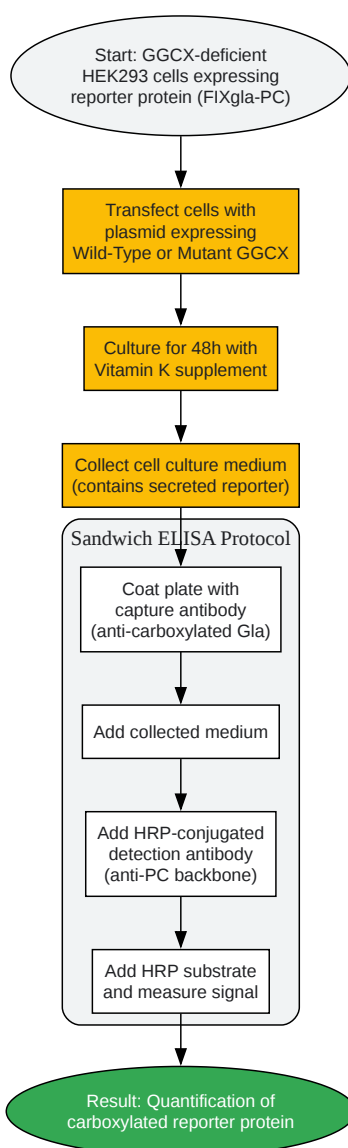 Start: GGCX-deficient
HEK293 cells expressing
reporter protein (FIXgla-PC)
Transfect cells with
plasmid expressing
Wild-Type or Mutant GGCX
Culture for 48h with
Vitamin K supplement
Collect cell culture medium
(contains secreted reporter)
Sandwich ELISA Protocol
Coat plate with
capture antibody
(anti-carboxylated Gla)
Add collected medium
Add HRP-conjugated
detection antibody
(anti-PC backbone)
Add HRP substrate
and measure signal
Result: Quantification of
carboxylated reporter protein